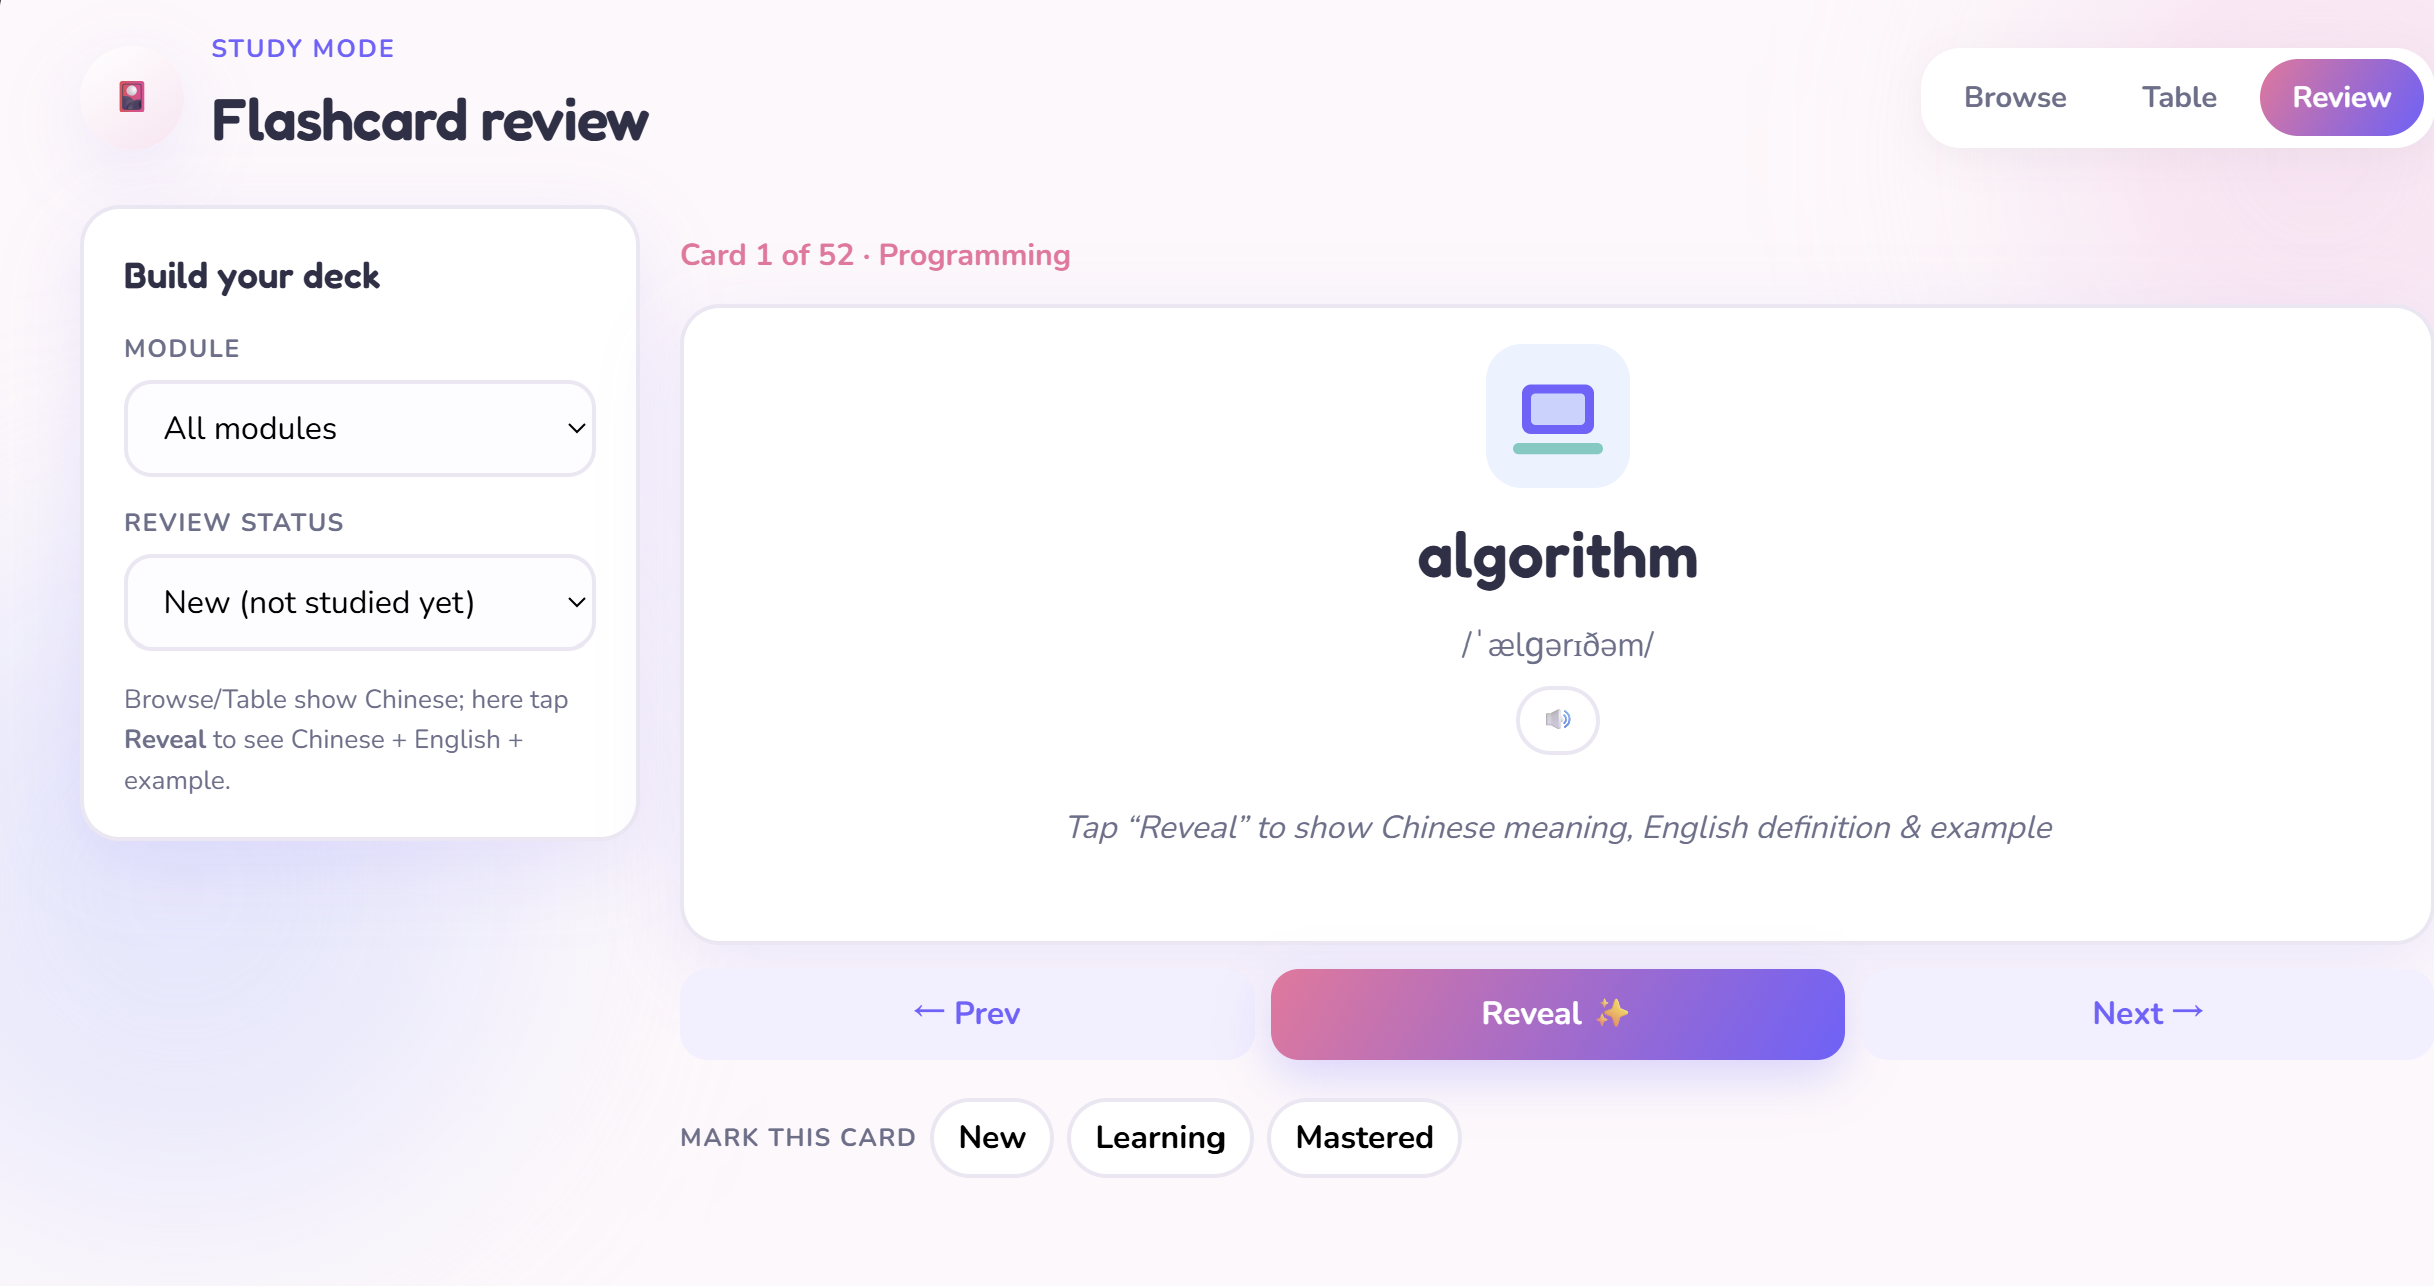 STUDY MODE
Flashcard review
Browse
Table
Review
Build your deck
MODULE
All modules
REVIEW STATUS
New (not studied yet)
Browse/Table show Chinese; here tap
Reveal to see Chinese + English +
example.
Card 1 of 52 · Programming
algorithm
/ˈælɡərɪðəm/
Tap “Reveal” to show Chinese meaning, English definition & example
← Prev
Reveal ✨
Next →
MARK THIS CARD
New
Learning
Mastered